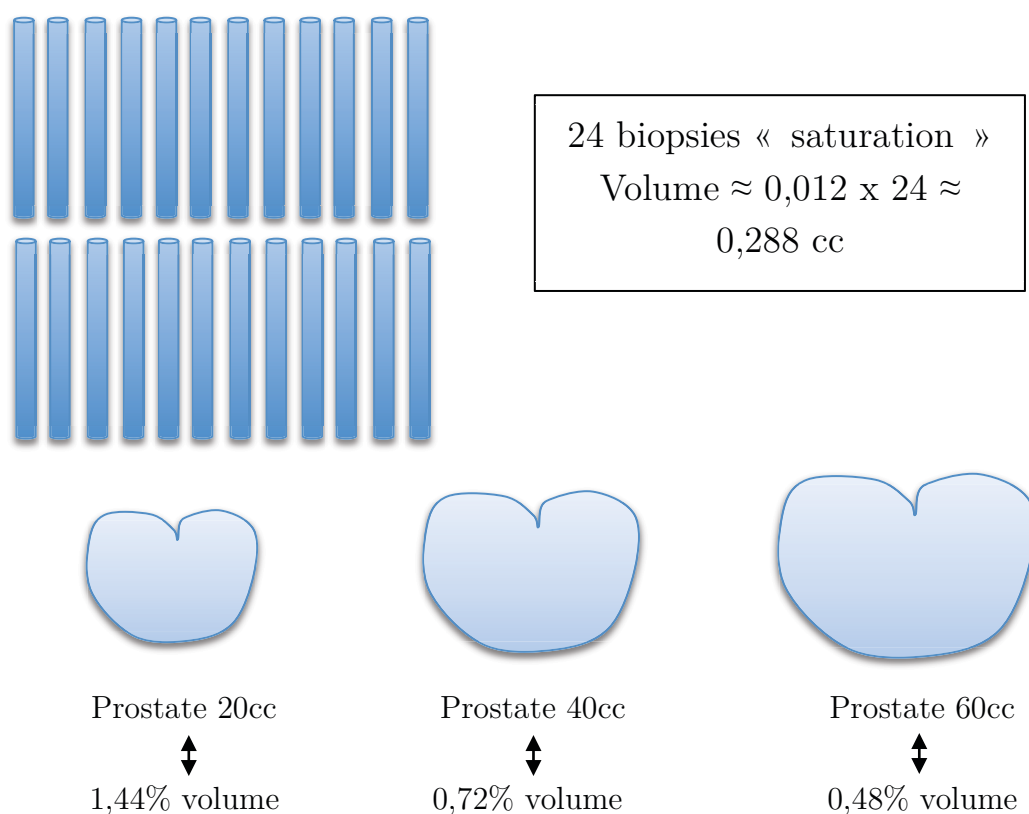 24 biopsies « saturation »
Volume ≈ 0,012 x 24 ≈
0,288 cc
Prostate 20cc
Prostate 40cc
Prostate 60cc
1,44% volume
0,72% volume
0,48% volume